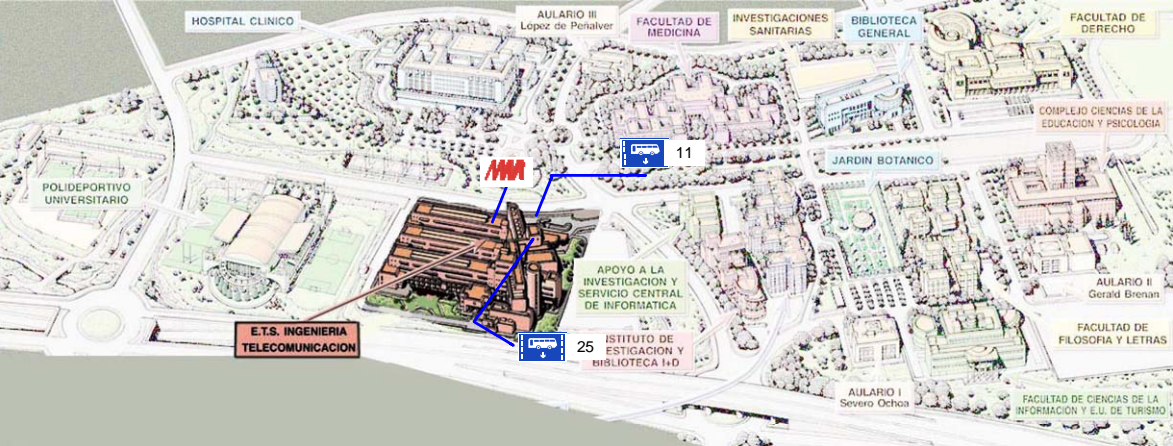 HOSPITAL CLINICO
AULARIO III
López de Peñalver
FACULTAD DE
MEDICINA
INVESTIGACIONES
SANITARIAS
BIBLIOTECA
GENERAL
FACULTAD DE
DERECHO
COMPLEJO CIENCIAS DE LA
EDUCACION Y PSICOLOGIA
11
JARDIN BOTANICO
POLIDEPORTIVO
UNIVERSITARIO
APOYO A LA
INVESTIGACION Y
SERVICIO CENTRAL
DE INFORMATICA
AULARIO II
Gerald Brenan
E.T.S. INGENIERIA
TELECOMUNICACION
25
NSTITUTO DE
ESTIGACION Y
BIBLIOTECA I+D
FACULTAD DE
FILOSOFIA Y LETRAS
AULARIO I
Severo Ochoa
FACULTAD DE CIENCIAS DE LA
INFORMACION Y E.U. DE TURISMO